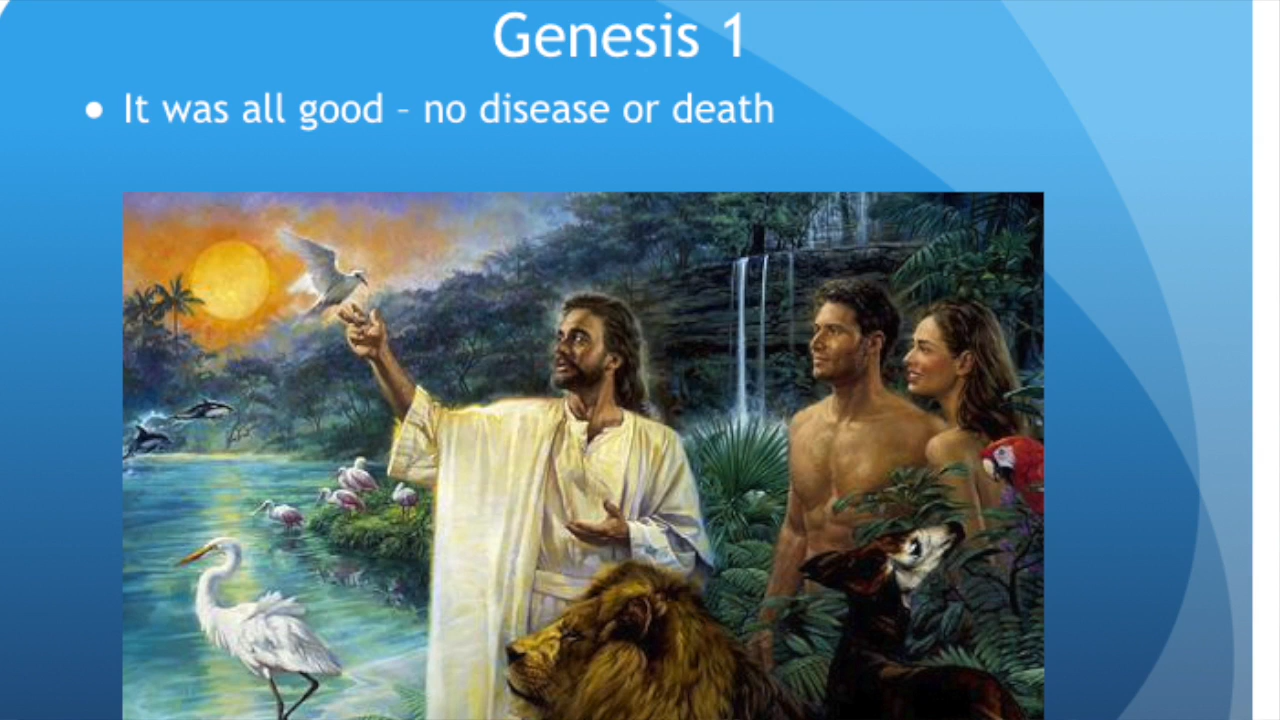 Genesis 1
● It was all good – no disease or death